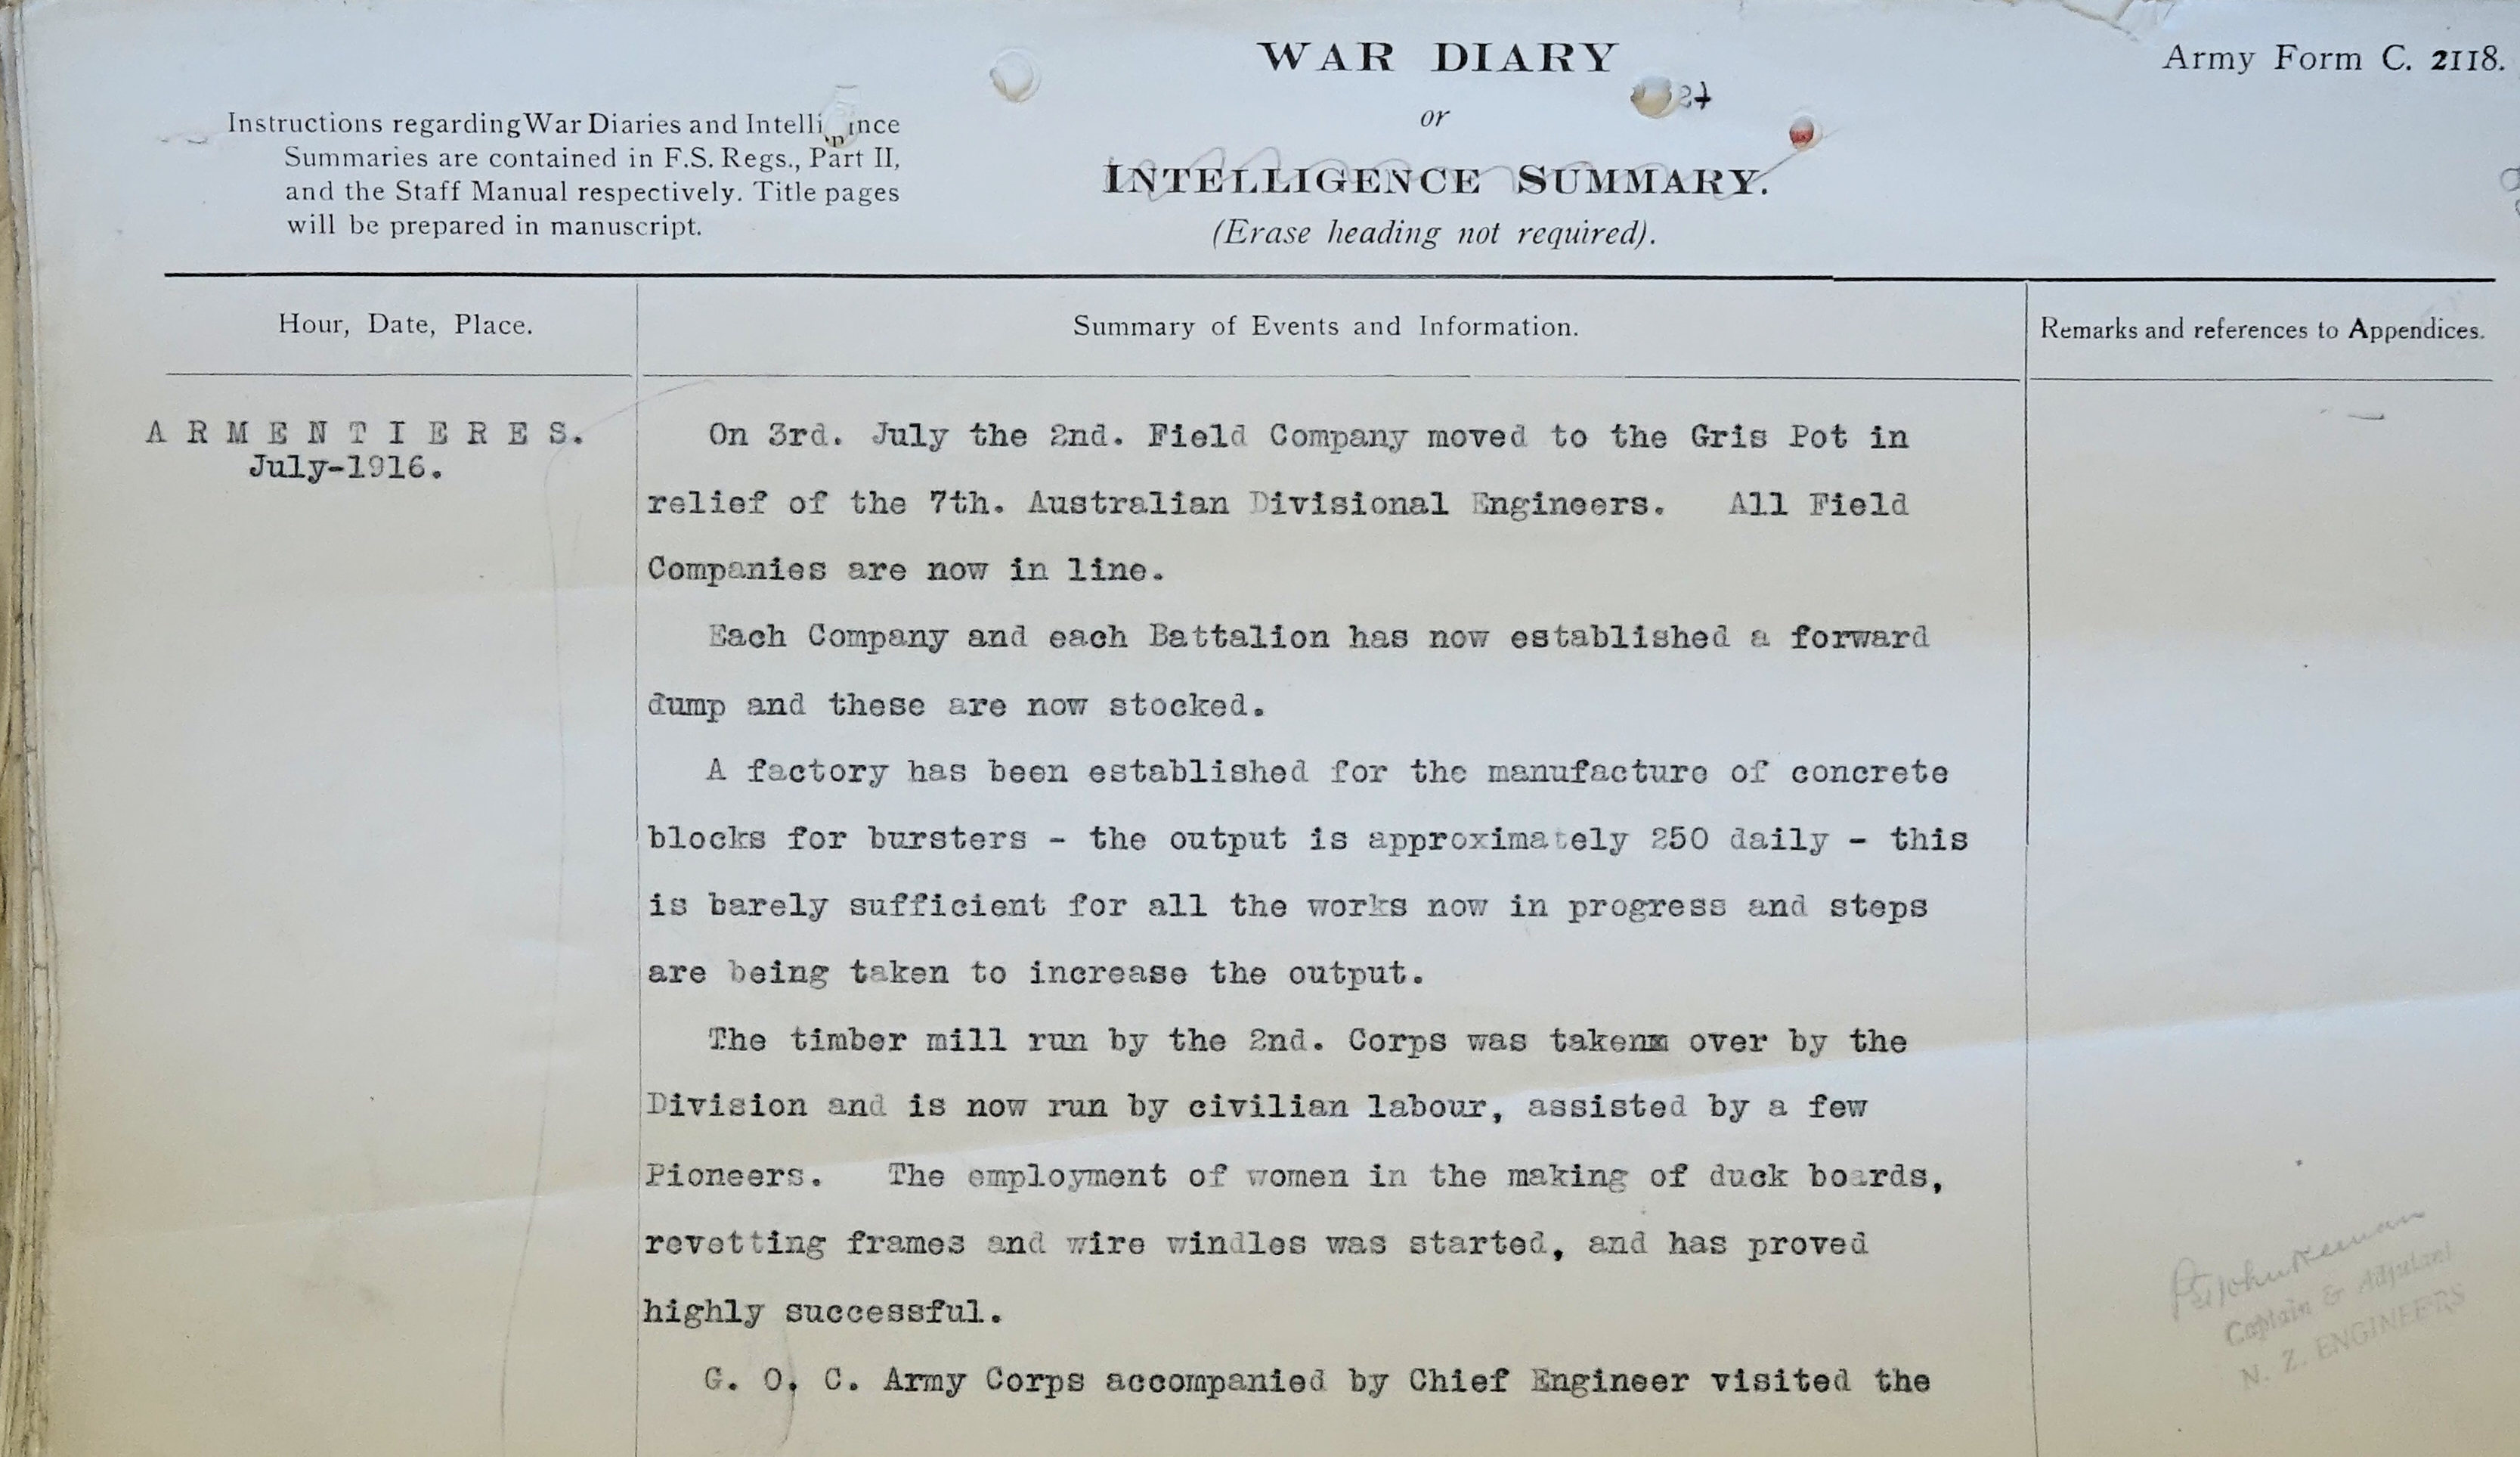 WAR DIARY
Army Form C. 2118.
or
Instructions regarding War Diaries and Intelli nce
Summaries are contained in F.S. Regs., Part II,
and the Staff Manual respectively. Title pages
will be prepared in manuscript.
INTELLIGENCE SUMMARY.
(Erase heading not required).
Hour, Date, Place.
Summary of Events and Information.
Remarks and references to Appendices.
A R M E N T I E R E S.
July-1916.
On 3rd. July the 2nd. Field Company moved to the Gris Pot in
relief of the 7th. Australian Divisional Engineers. All Field
Companies are now in line.
Each Company and each Battalion has now established a forward
dump and these are now stocked.
A factory has been established for the manufacture of concrete
blocks for bursters - the output is approximately 250 daily - this
is barely sufficient for all the works now in progress and steps
are being taken to increase the output.
The timber mill run by the 2nd. Corps was takenx over by the
Division and is now run by civilian labour, assisted by a few
Pioneers. The employment of women in the making of duck boards,
revetting frames and wire windles was started, and has proved
highly successful.
G. O. C. Army Corps accompanied by Chief Engineer visited the
Captain & Adjutant
N. Z. ENGINEERS